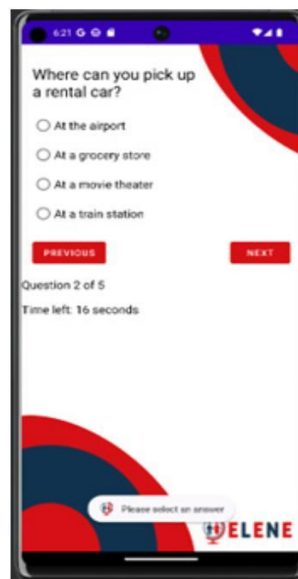 6:21
Where can you pick up
a rental car?
At the airport
At a grocery store
At a movie theater
At a train station
PREVIOUS
NEXT
Question 2 of 5
Time left: 16 seconds
Please select an answer
ELENE